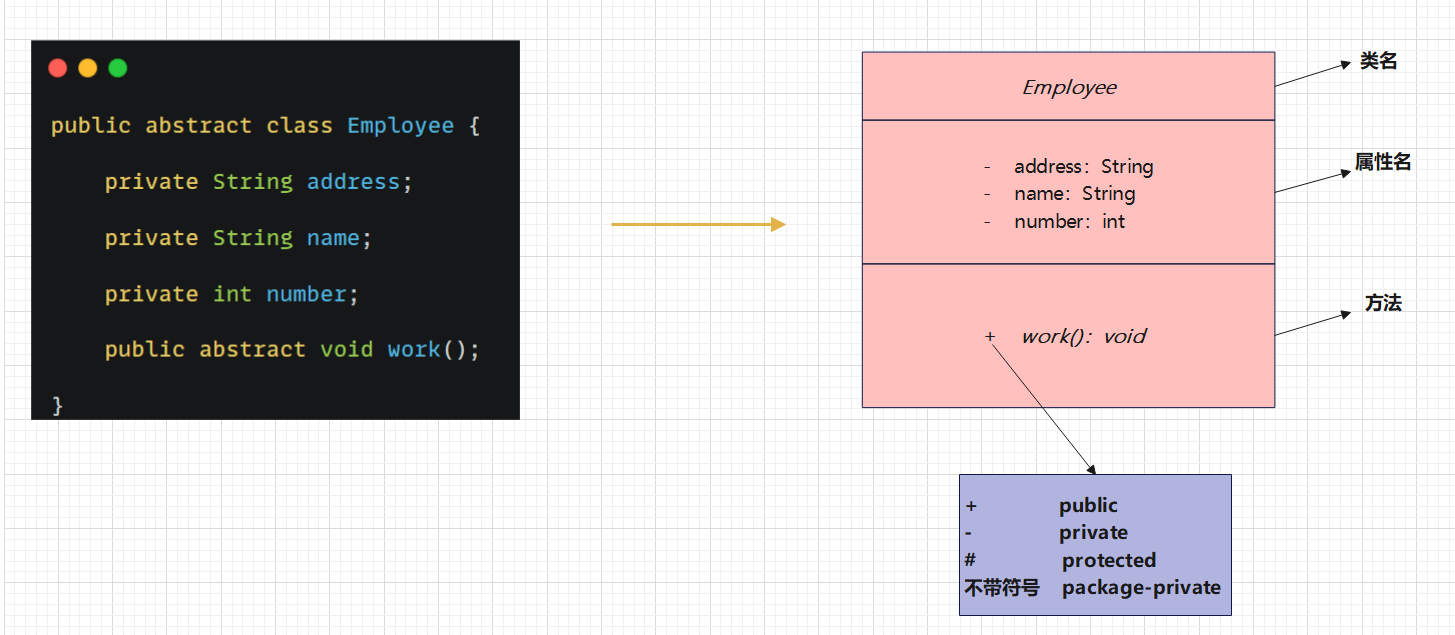 public abstract class Employee {
private String address;
private String name;
private int number;
public abstract void work();
}
Employee
- address：String
- name：String
- number：int
+ work()：void
类名
属性名
方法
+ public
- private
# protected
不带符号 package-private